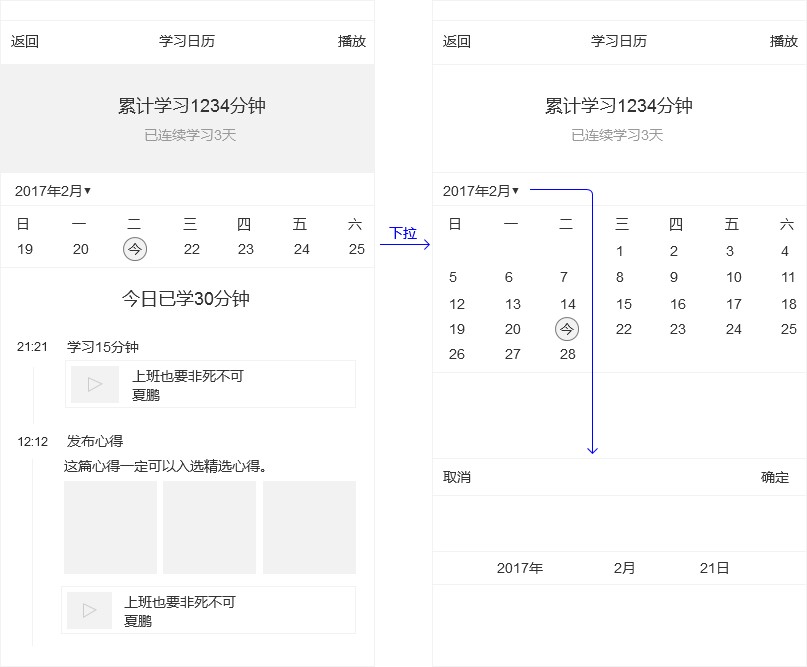 返回 学习日历 播放
累计学习1234分钟
已连续学习3天
2017年2月▾
日 一 二 三 四 五 六
19 20 今 22 23 24 25
今日已学30分钟
21:21 学习15分钟
上班也要非死不可
夏鹏
12:12 发布心得
这篇心得一定可以入选精选心得。
上班也要非死不可
夏鹏
下拉
返回 学习日历 播放
累计学习1234分钟
已连续学习3天
2017年2月▾
日 一 二 三 四 五 六
1 2 3 4
5 6 7 8 9 10 11
12 13 14 15 16 17 18
19 20 今 22 23 24 25
26 27 28
取消 确定
2017年 2月 21日